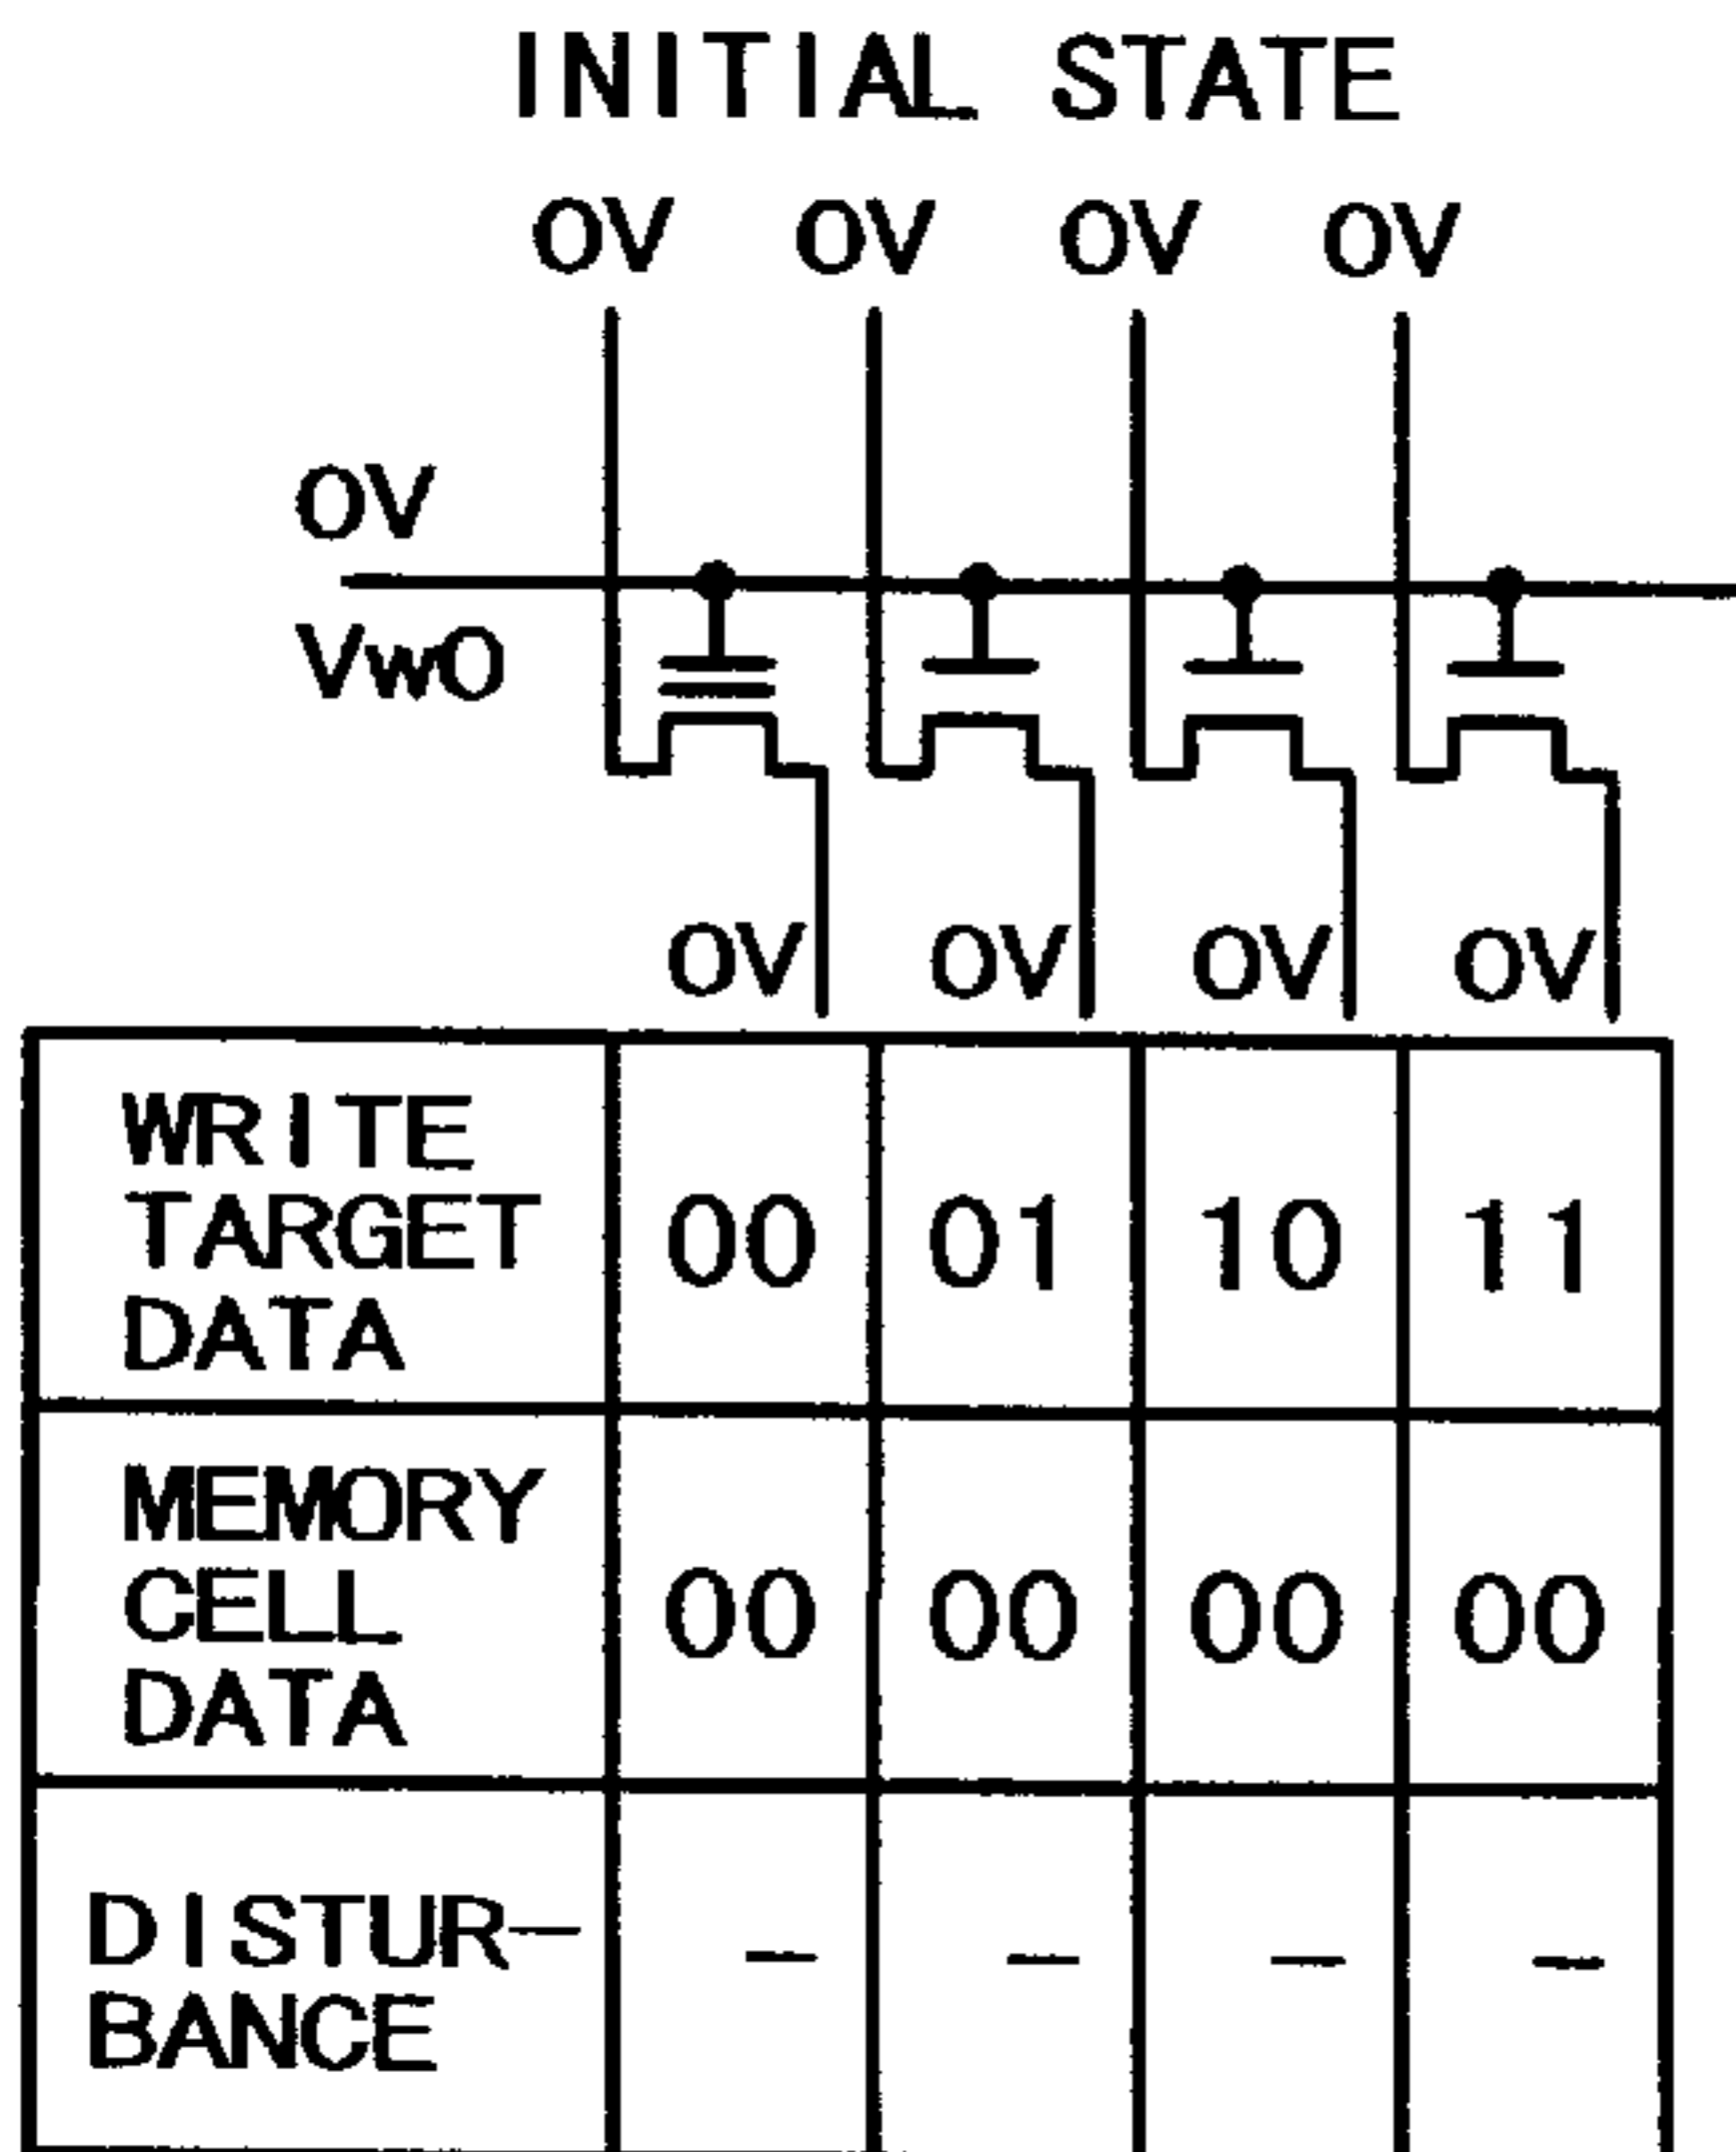 INITIAL STATE
0V 0V 0V 0V
0V
Vw0
0V 0V 0V 0V
WRITE
TARGET
DATA
00 01 10 11
MEMORY
CELL
DATA
00 00 00 00
DISTUR-
BANCE
– – – –